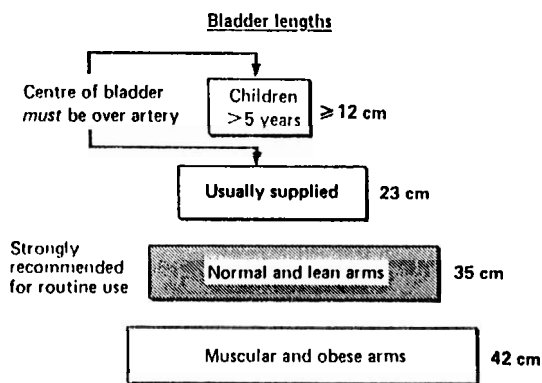 Bladder lengths
Centre of bladder
must be over artery
Children
>5 years
⩾12 cm
Usually supplied
23 cm
Strongly
recommended
for routine use
Normal and lean arms
35 cm
Muscular and obese arms
42 cm